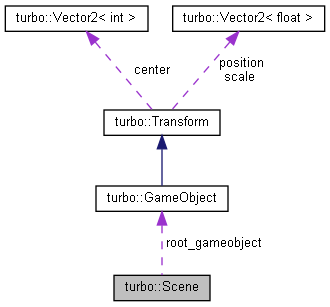 turbo::Vector2< int >
turbo::Vector2< float >
center
position
scale
turbo::Transform
turbo::GameObject
root_gameobject
turbo::Scene